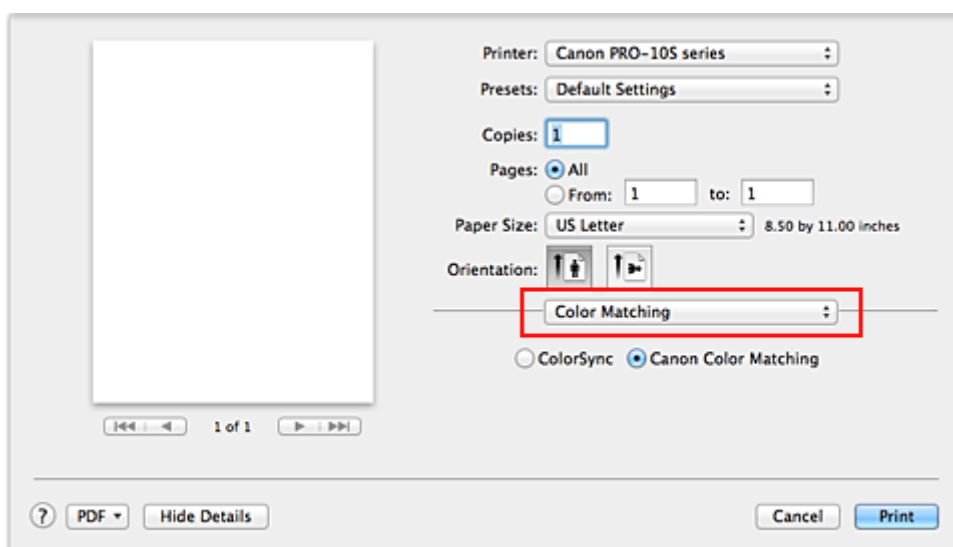 Printer: Canon PRO-10S series
Presets: Default Settings
Copies: 1
Pages: All
From: 1 to: 1
Paper Size: US Letter 8.50 by 11.00 inches
Orientation:
Color Matching
ColorSync Canon Color Matching
1 of 1
? PDF Hide Details Cancel Print